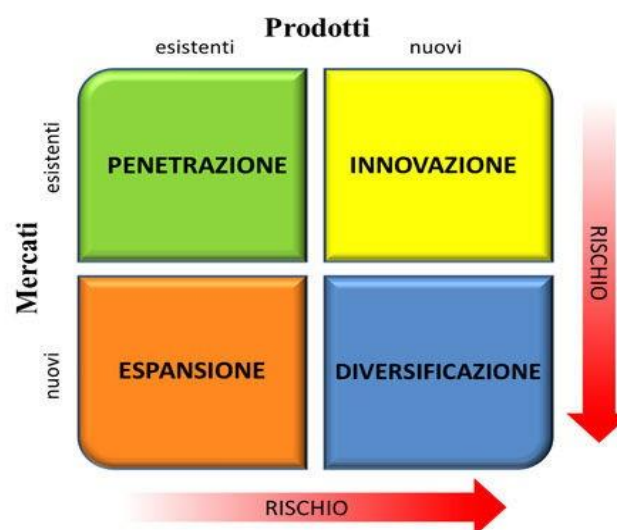 Prodotti
esistenti nuovi
Mercati
esistenti
PENETRAZIONE INNOVAZIONE
RISCHIO
nuovi
ESPANSIONE DIVERSIFICAZIONE
RISCHIO